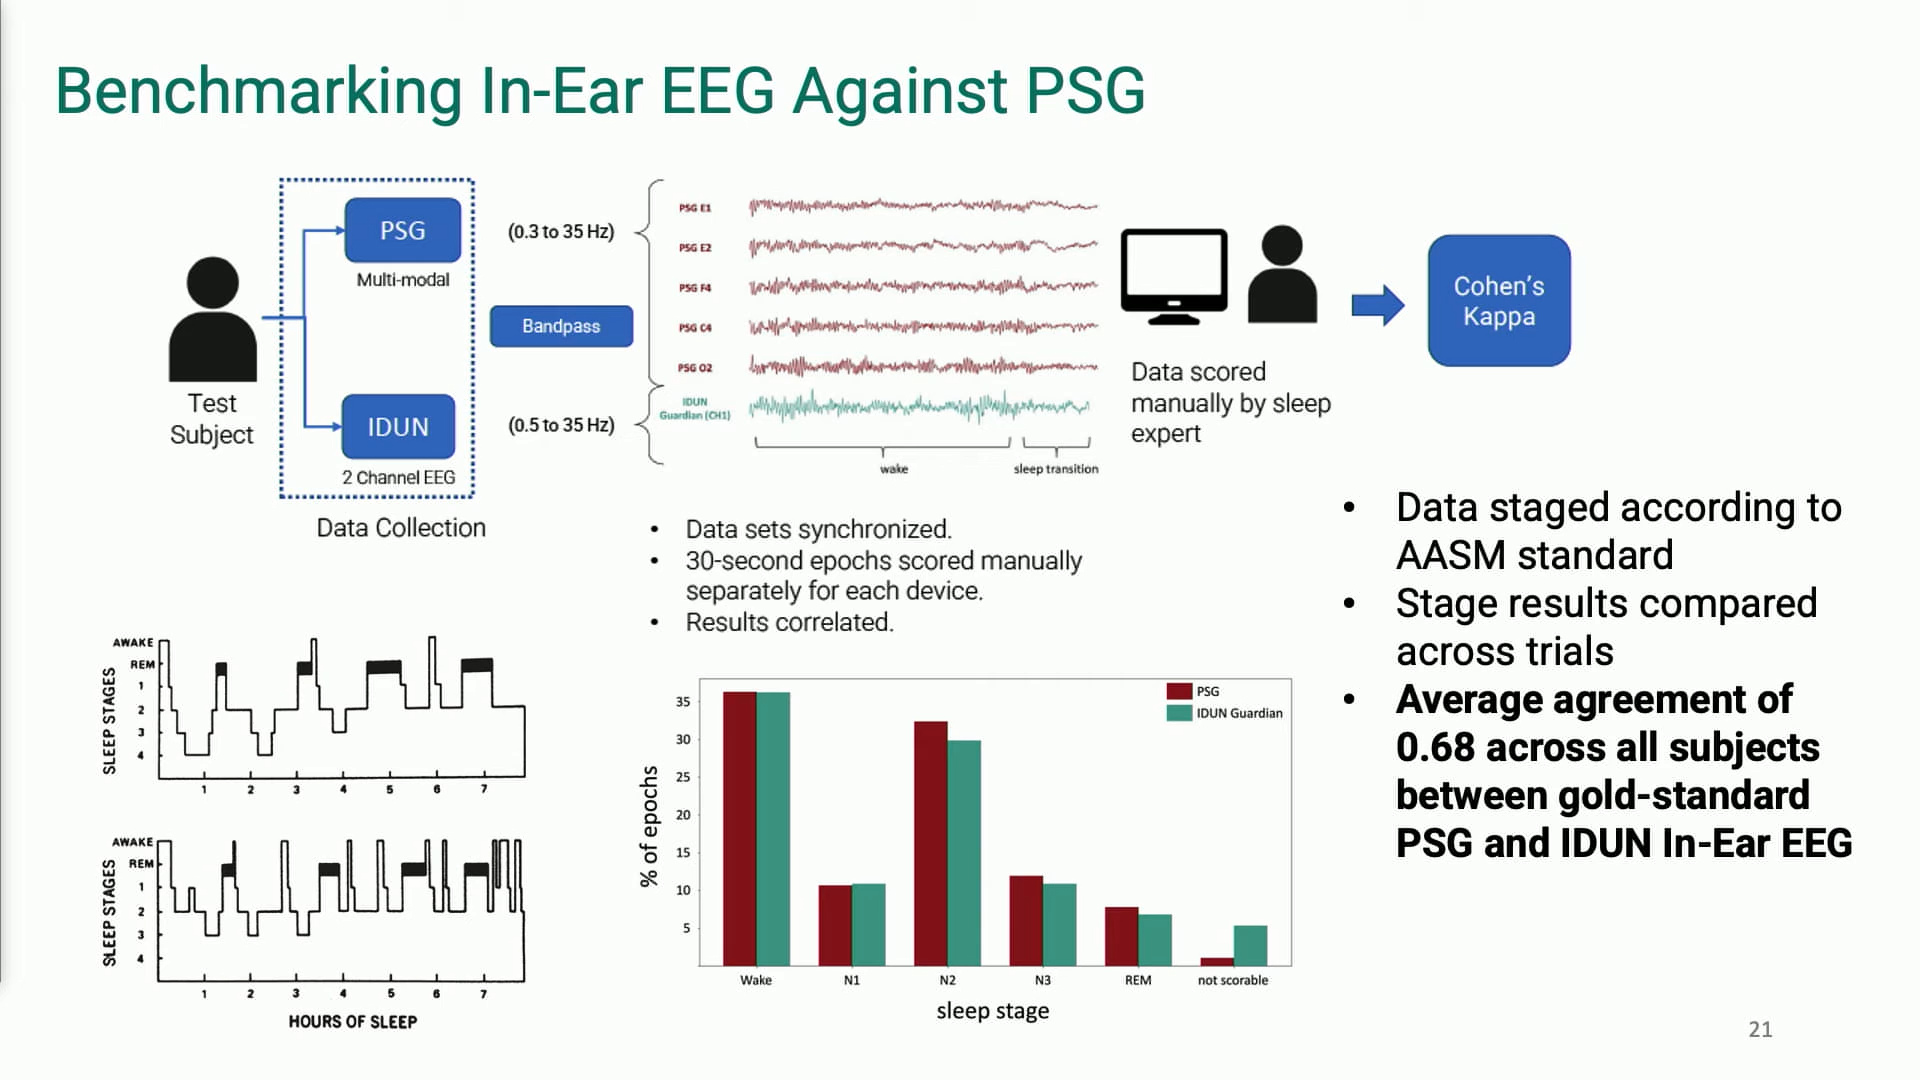 Benchmarking In-Ear EEG Against PSG
PSG
Multi-modal
IDUN
2 Channel EEG
Test
Subject
Data Collection
(0.3 to 35 Hz)
Bandpass
(0.5 to 35 Hz)
PSG E1
PSG E2
PSG F4
PSG C4
PSG O2
IDUN
Guardian (CH1)
wake
sleep transition
Data scored
manually by sleep
expert
Cohen's
Kappa
• Data sets synchronized.
• 30-second epochs scored manually
separately for each device.
• Results correlated.
• Data staged according to
AASM standard
• Stage results compared
across trials
• Average agreement of
0.68 across all subjects
between gold-standard
PSG and IDUN In-Ear EEG
SLEEP STAGES
AWAKE
REM
1
2
3
4
1 2 3 4 5 6 7
SLEEP STAGES
AWAKE
REM
1
2
3
4
1 2 3 4 5 6 7
HOURS OF SLEEP
% of epochs
35
30
25
20
15
10
5
PSG
IDUN Guardian
Wake N1 N2 N3 REM not scorable
sleep stage
21